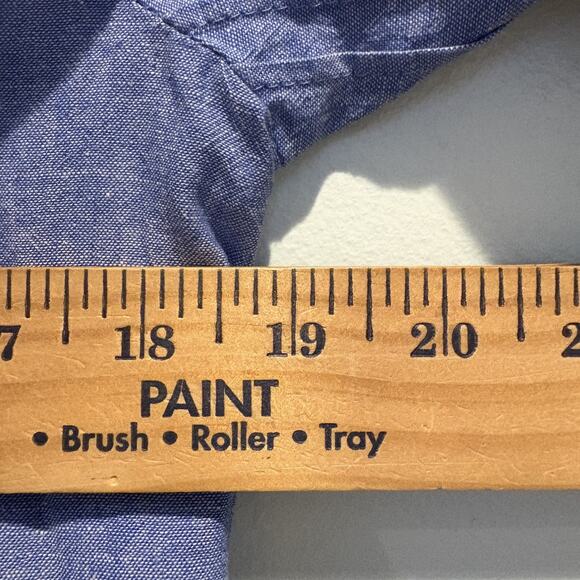 7 18 19 20 2
PAINT
• Brush • Roller • Tray